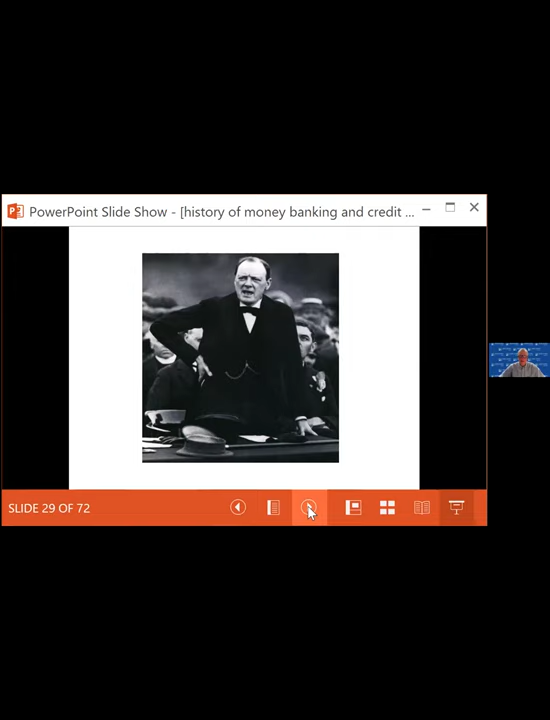 PowerPoint Slide Show - [history of money banking and credit ...
SLIDE 29 OF 72